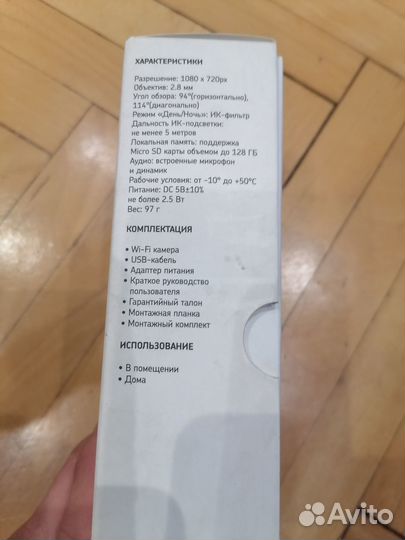 ХАРАКТЕРИСТИКИ
Разрешение: 1080 x 720px
Объектив: 2.8 мм
Угол обзора: 94°(горизонтально),
114°(диагонально)
Режим «День/Ночь»: ИК-фильтр
Дальность ИК-подсветки:
не менее 5 метров
Локальная память: поддержка
Micro SD карты объемом до 128 ГБ
Аудио: встроенные микрофон
и динамик
Рабочие условия: от -10° до +50°C
Питание: DC 5В±10%
не более 2.5 Вт
Вес: 97 г
КОМПЛЕКТАЦИЯ
• Wi-Fi камера
• USB-кабель
• Адаптер питания
• Краткое руководство
пользователя
• Гарантийный талон
• Монтажная планка
• Монтажный комплект
ИСПОЛЬЗОВАНИЕ
• В помещении
• Дома
Avito